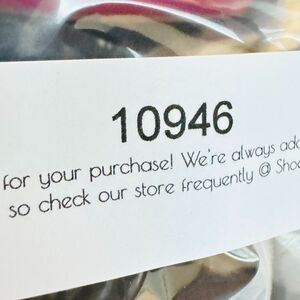 10946
for your purchase! We're always
so check our store frequently @